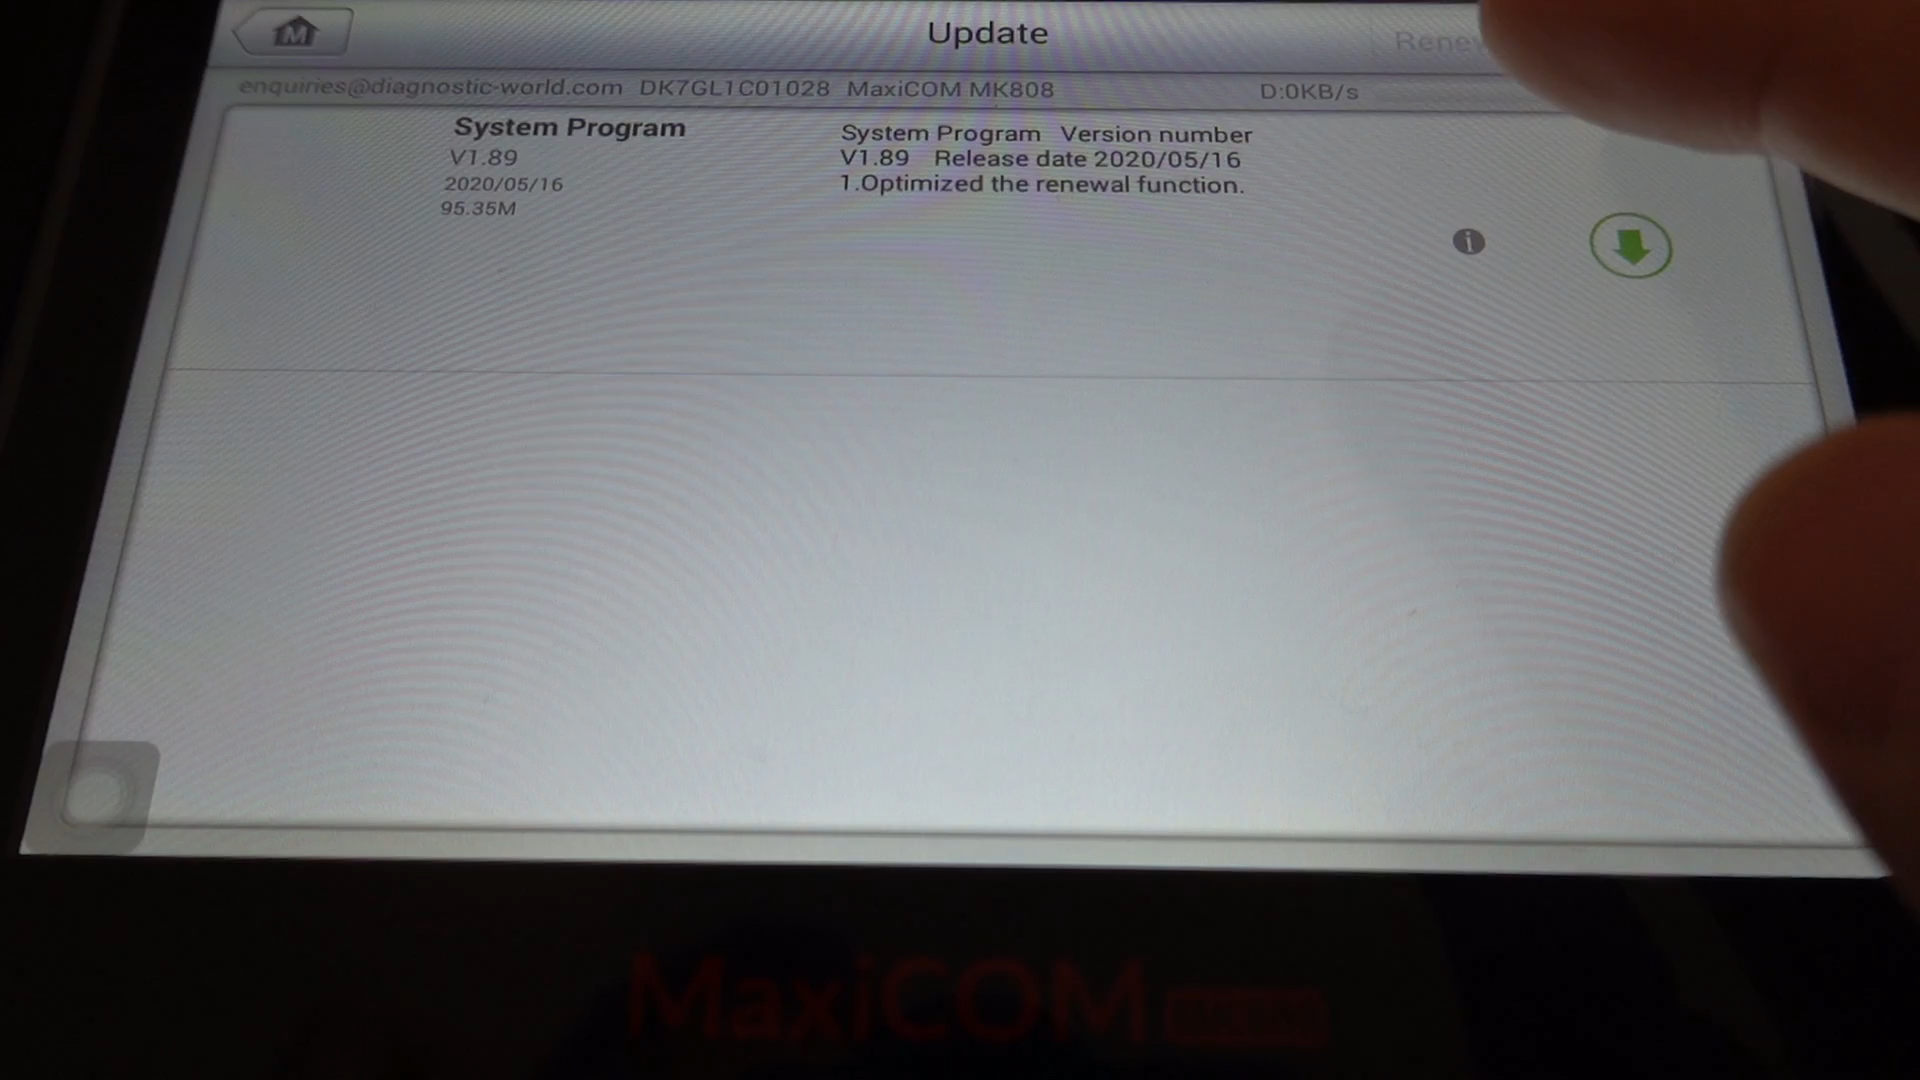 Update
enquiries@diagnostic-world.com DK7GL1C01028 MaxiCOM MK808 D:0KB/s
System Program
V1.89
2020/05/16
95.35M
System Program Version number
V1.89 Release date 2020/05/16
1.Optimized the renewal function.
MaxiCOM